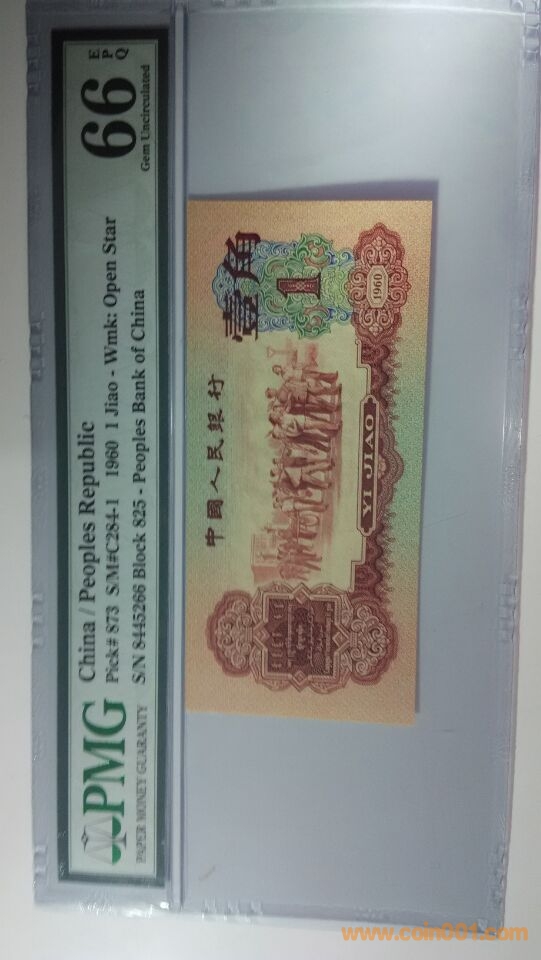 PMG
PAPER MONEY GUARANTY
China / Peoples Republic
Pick# 873 S/M#C284-1 1960 1 Jiao - Wmk: Open Star
S/N 8445266 Block 825 - Peoples Bank of China
66 EPQ
Gem Uncirculated
中國人民銀行
壹角
1
1960
YI JIAO
www.coin001.com